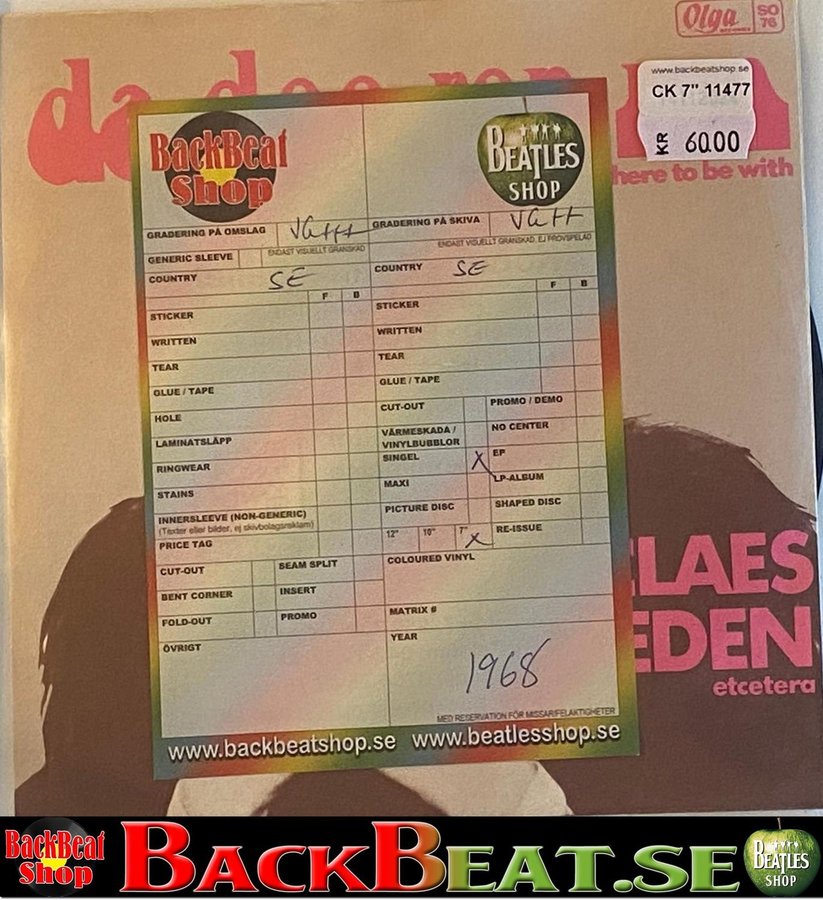 Olga
SO
76
da doo ron
www.backbeatshop.se
CK 7" 11477
KR 60.00
here to be with
BackBeat
Shop
BEATLES
SHOP
GRADERING PÅ OMSLAG VG+++
GRADERING PÅ SKIVA VG++
GENERIC SLEEVE
ENDAST VISUELLT GRANSKAD
ENDAST VISUELLT GRANSKAD, EJ PROVSPELAD
COUNTRY SE
COUNTRY SE
F B
F B
STICKER
STICKER
WRITTEN
WRITTEN
TEAR
TEAR
GLUE / TAPE
GLUE / TAPE
HOLE
CUT-OUT
PROMO / DEMO
LAMINATSLÄPP
VÄRMESKADA /
VINYLBUBBLOR
NO CENTER
RINGWEAR
SINGEL X
EP
STAINS
MAXI
LP-ALBUM
INNERSLEEVE (NON-GENERIC)
(Texter eller bilder, ej skivbolagsreklam)
PICTURE DISC
SHAPED DISC
PRICE TAG
12" 10" 7" X
RE-ISSUE
CUT-OUT
BEAM SPLIT
COLOURED VINYL
BENT CORNER
INSERT
FOLD-OUT
PROMO
MATRIX #
ÖVRIGT
YEAR
1968
MED RESERVATION FÖR MISSAR/FELAKTIGHETER
www.backbeatshop.se www.beatlesshop.se
CLAES
EDEN
etcetera
BackBeat
Shop
BACKBEAT.SE
BEATLES
SHOP